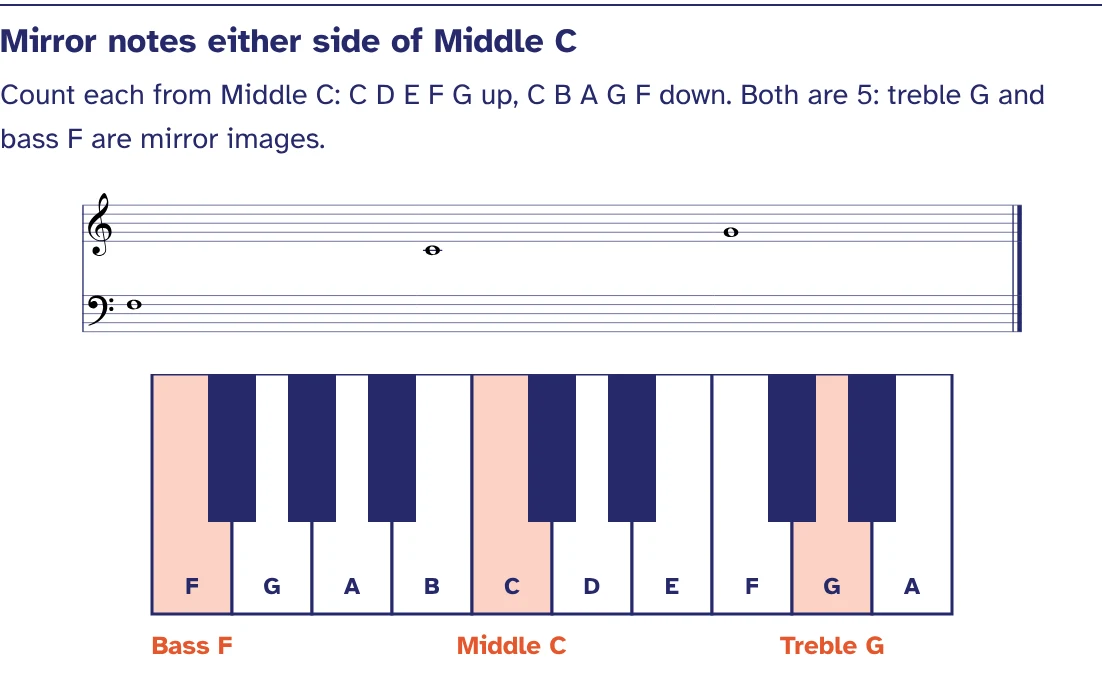 Mirror notes either side of Middle C
Count each from Middle C: C D E F G up, C B A G F down. Both are 5: treble G and
bass F are mirror images.
F G A B C D E F G A
Bass F Middle C Treble G